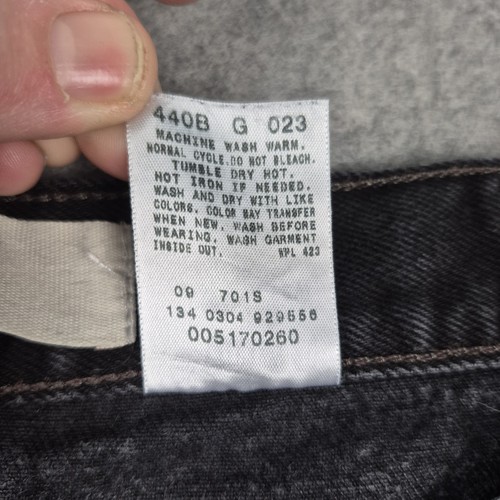 440B G 023
MACHINE WASH WARM.
NORMAL CYCLE.DO NOT BLEACH.
TUMBLE DRY HOT.
HOT IRON IF NEEDED.
WASH AND DRY WITH LIKE
COLORS. COLOR MAY TRANSFER
WHEN NEW. WASH BEFORE
WEARING. WASH GARMENT
INSIDE OUT. WPL 423
09 701S
134 0304 929556
005170260